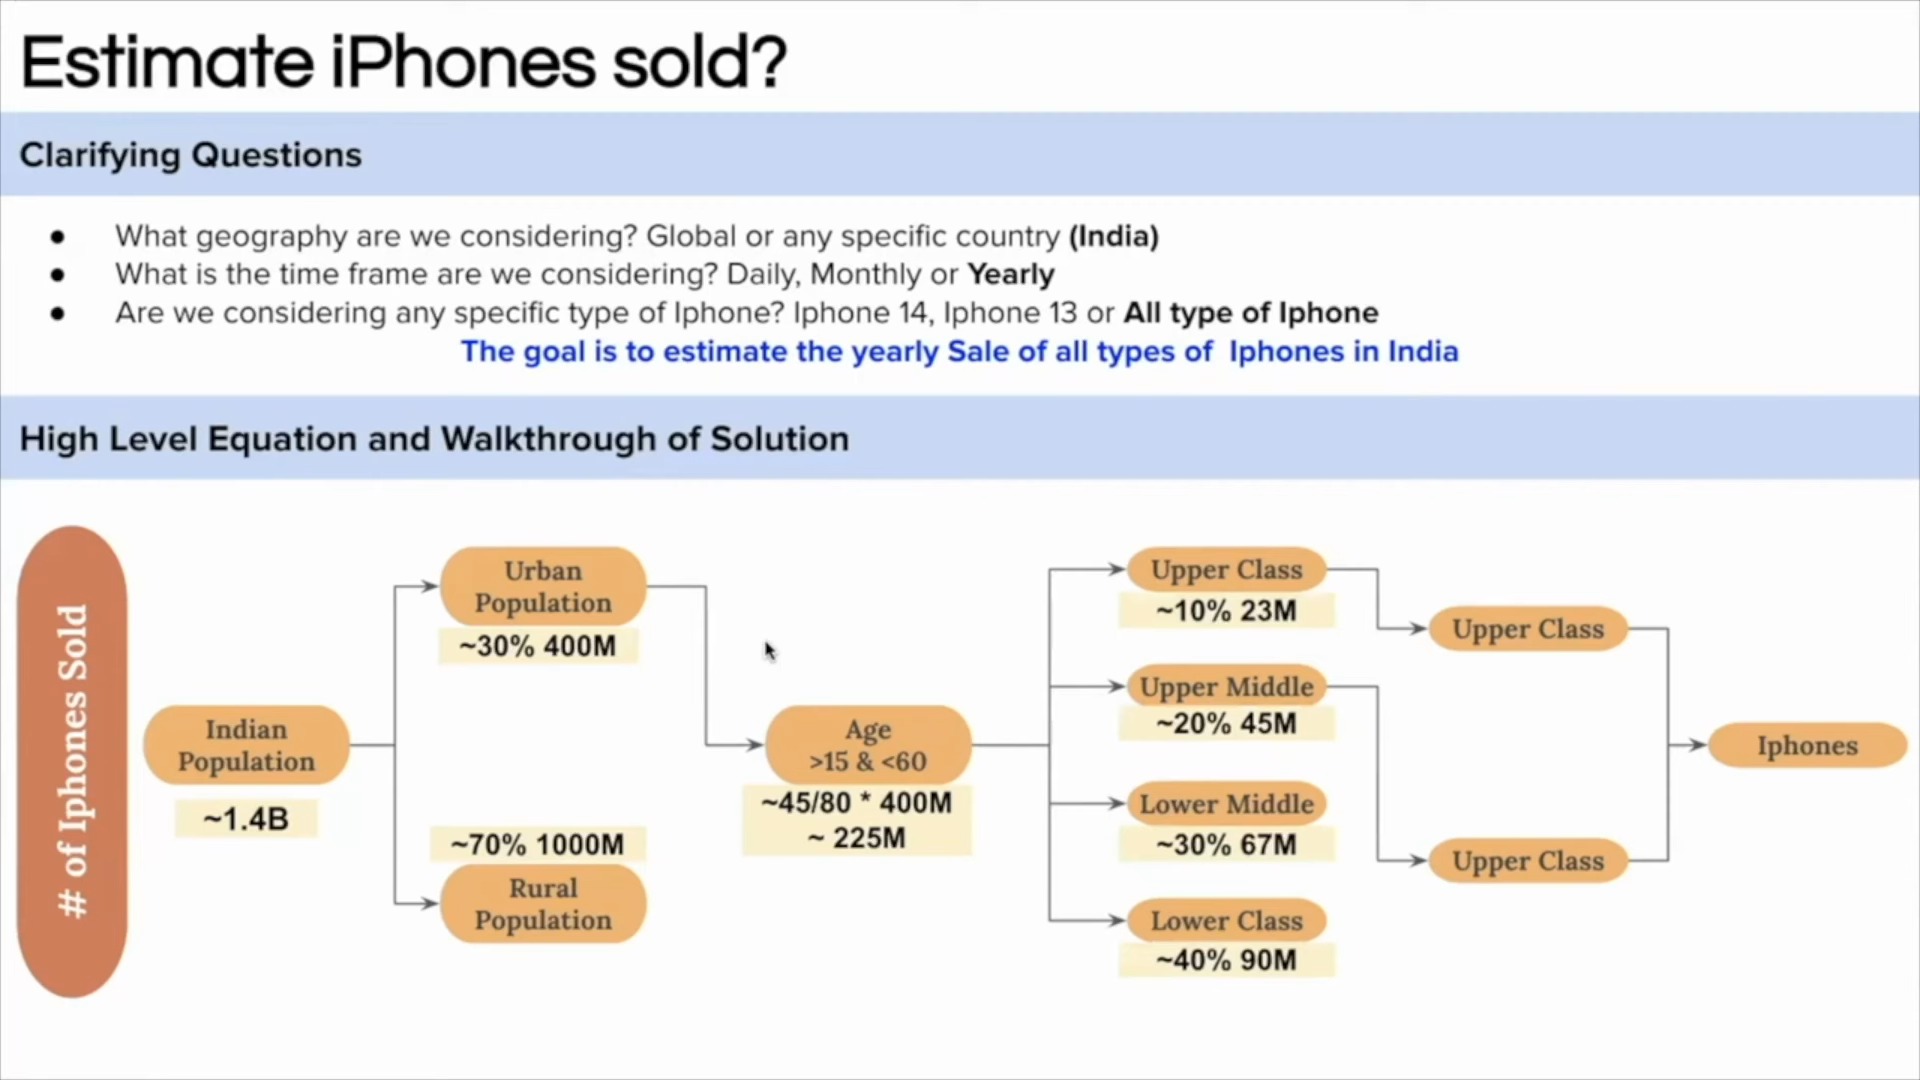 Estimate iPhones sold?
Clarifying Questions
● What geography are we considering? Global or any specific country (India)
● What is the time frame are we considering? Daily, Monthly or Yearly
● Are we considering any specific type of Iphone? Iphone 14, Iphone 13 or All type of Iphone
The goal is to estimate the yearly Sale of all types of Iphones in India
High Level Equation and Walkthrough of Solution
# of Iphones Sold
Indian
Population
~1.4B
Urban
Population
~30% 400M
~70% 1000M
Rural
Population
Age
>15 & <60
~45/80 * 400M
~ 225M
Upper Class
~10% 23M
Upper Middle
~20% 45M
Lower Middle
~30% 67M
Lower Class
~40% 90M
Upper Class
Upper Class
Iphones